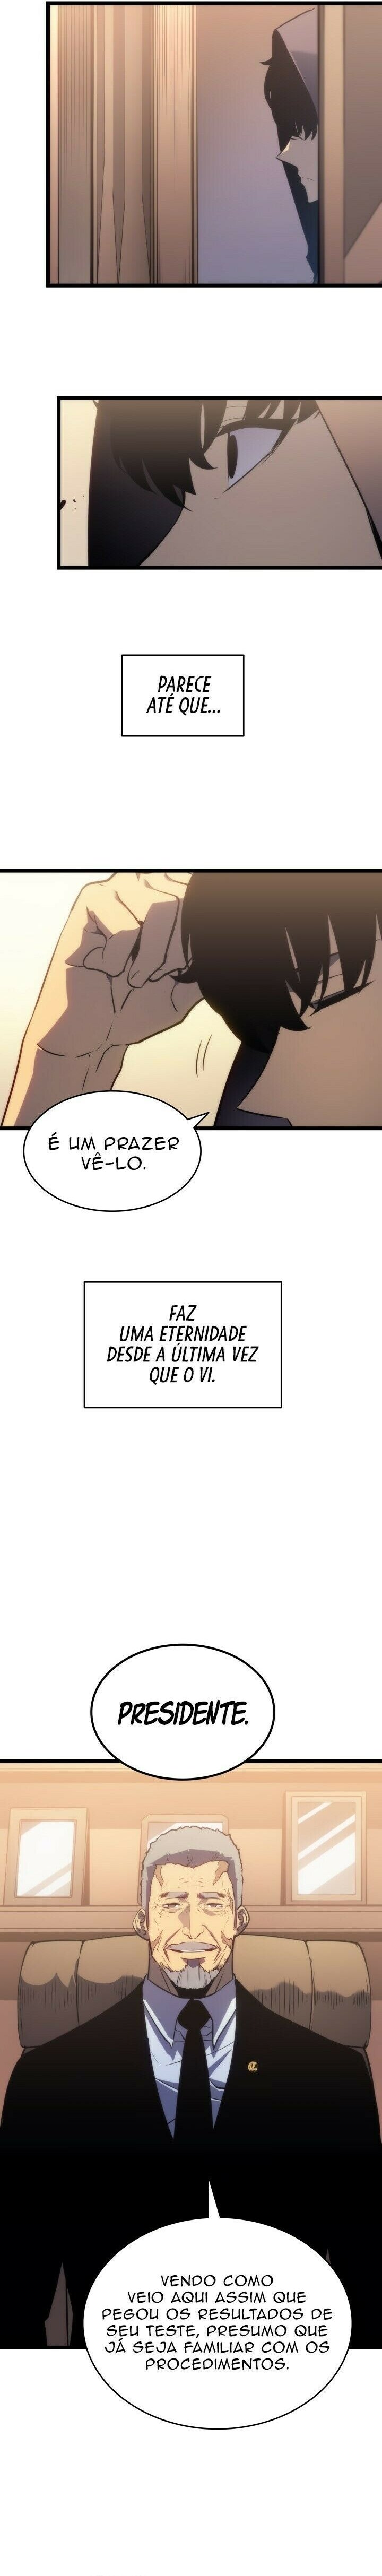 PARECE
ATÉ QUE...
É UM PRAZER
VÊ-LO.
FAZ
UMA ETERNIDADE
DESDE A ÚLTIMA VEZ
QUE O VI.
PRESIDENTE.
VENDO COMO
VEIO AQUI ASSIM QUE
PEGOU OS RESULTADOS DE
SEU TESTE, PRESUMO QUE
JÁ SEJA FAMILIAR COM OS
PROCEDIMENTOS.